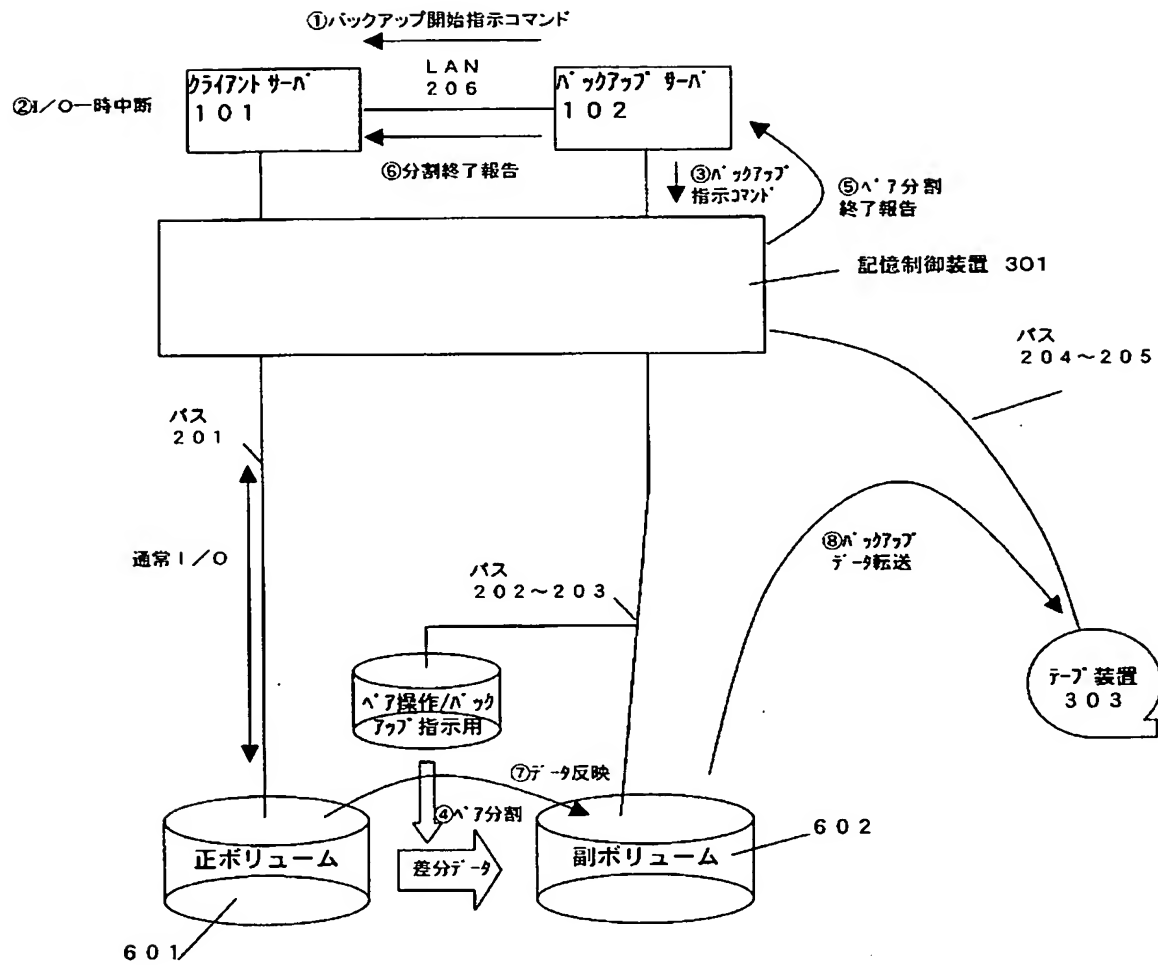 ①バックアップ開始指示コマンド
クライアント サーバ
101
LAN
206
バックアップ サーバ
102
②I/O一時中断
⑥分割終了報告
③バックアップ
指示コマンド
⑤ペア分割
終了報告
記憶制御装置 301
パス
204~205
パス
201
通常I/O
パス
202~203
⑧バックアップ
データ転送
テープ装置
303
ペア操作/バック
アップ指示用
⑦データ反映
④ペア分割
正ボリューム
差分データ
副ボリューム
602
601